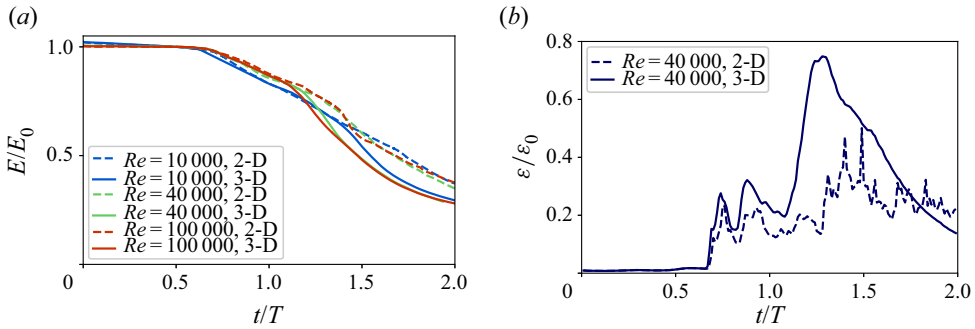 (a)
1.0
0.5
0
E/E0
Re = 10 000, 2-D
Re = 10 000, 3-D
Re = 40 000, 2-D
Re = 40 000, 3-D
Re = 100 000, 2-D
Re = 100 000, 3-D
0.5 1.0 1.5 2.0
t/T
(b)
0.8
0.6
0.4
0.2
0
ε/ε0
Re = 40 000, 2-D
Re = 40 000, 3-D
0.5 1.0 1.5 2.0
t/T